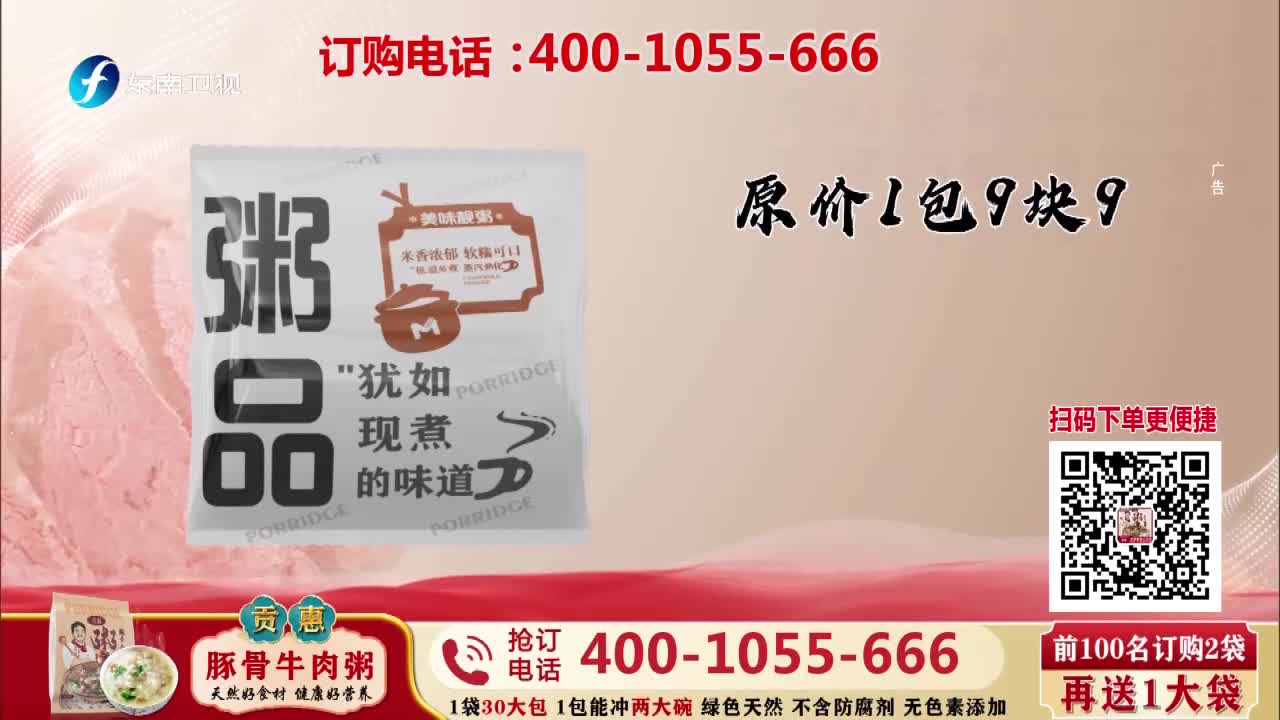 订购电话：400-1055-666
东南卫视
广告
原价1包9块9
粥品
美味靓粥
米香浓郁 软糯可口
"犹如
现煮
的味道
PORRIDGE
PORRIDGE
PORRIDGE
PORRIDGE
扫码下单更便捷
贡惠
豚骨牛肉粥
天然好食材 健康好营养
抢订电话 400-1055-666
1袋30大包 1包能冲两大碗 绿色天然 不含防腐剂 无色素添加
前100名订购2袋
再送1大袋